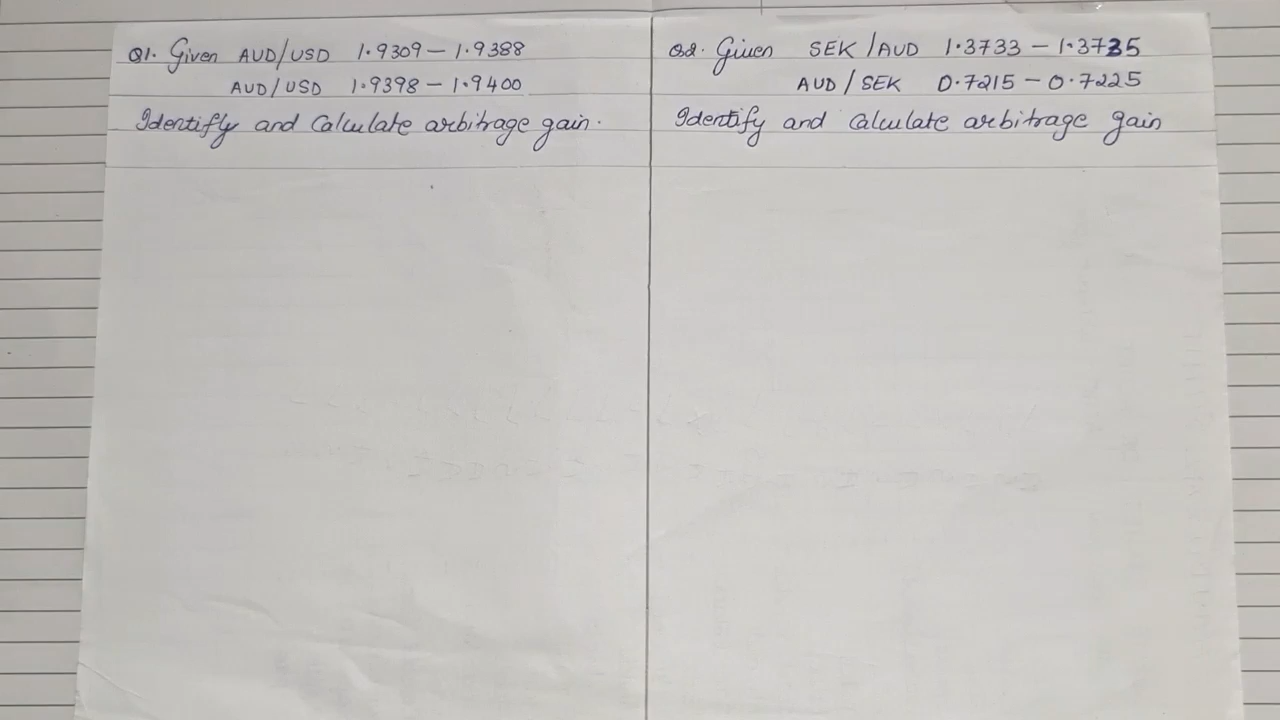 Q1. Given AUD/USD 1.9309 - 1.9388
AUD/USD 1.9398 - 1.9400
Identifly and Calculate arbitrage gain.
Q2. Given SEK/AUD 1.3733 - 1.3735
AUD/SEK 0.7215 - 0.7225
Identify and Calculate arbitrage gain